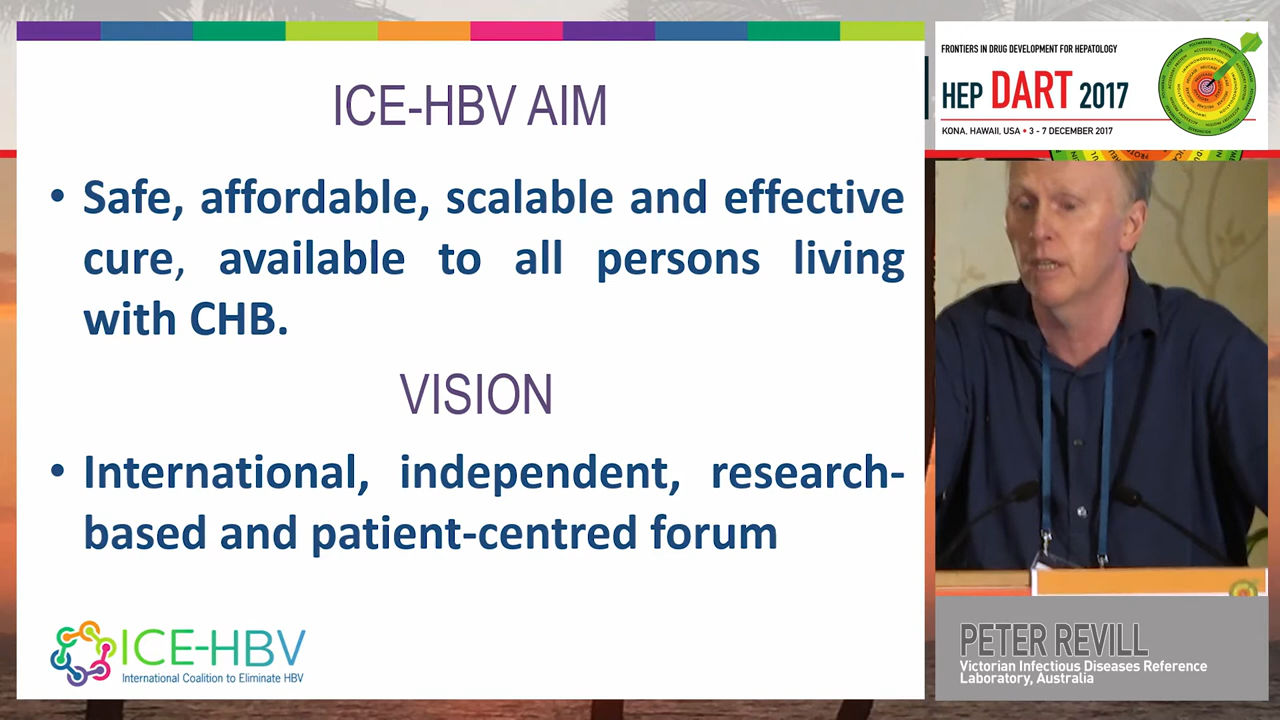 ICE-HBV AIM
• Safe, affordable, scalable and effective
cure, available to all persons living
with CHB.
VISION
• International, independent, research-
based and patient-centred forum
ICE-HBV
International Coalition to Eliminate HBV
FRONTIERS IN DRUG DEVELOPMENT FOR HEPATOLOGY
HEP DART 2017
KONA, HAWAII, USA • 3 - 7 DECEMBER 2017
PETER REVILL
Victorian Infectious Diseases Reference
Laboratory, Australia